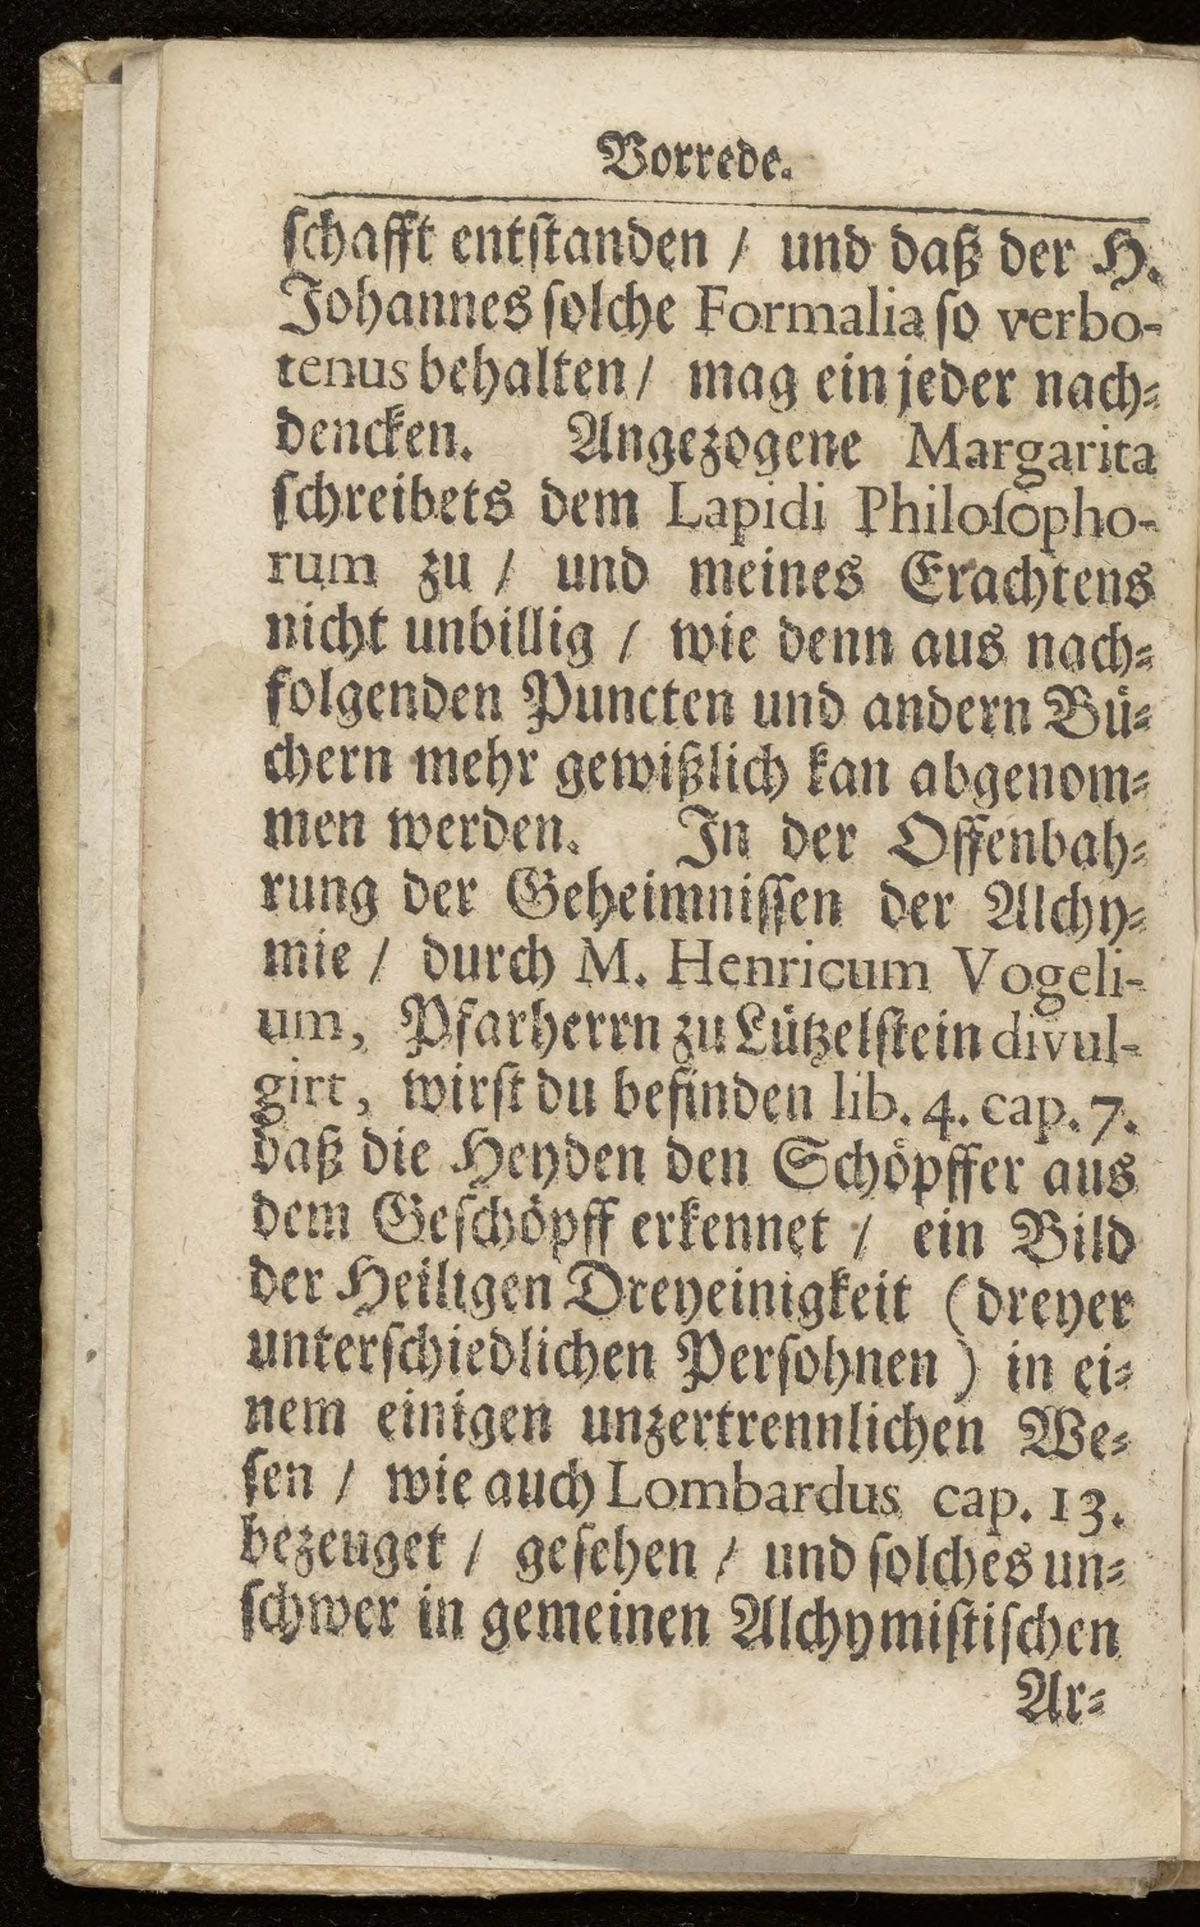 Vorrede.
ſchafft entſtanden / und daß der H.
Johannes ſolche Formalia ſo verbo-
tenus behalten / mag ein jeder nach-
dencken. Angezogene Margarita
ſchreibets dem Lapidi Philoſopho-
rum zu / und meines Erachtens
nicht unbillig / wie denn aus nach-
folgenden Puncten und andern Bü-
chern mehr gewißlich kan abgenom-
men werden. In der Offenbah-
rung der Geheimniſſen der Alchy-
mie / durch M. Henricum Vogeli-
um, Pfarherrn zu Lützelſtein divul-
girt, wirſt du befinden lib. 4. cap. 7.
daß die Heyden den Schöpffer aus
dem Geſchöpff erkennet / ein Bild
der Heiligen Dreyeinigkeit (dreyer
unterſchiedlichen Perſohnen) in ei-
nem einigen unzertrennlichen We-
ſen / wie auch Lombardus cap. 13.
bezeuget / geſehen / und ſolches un-
ſchwer in gemeinen Alchymiſtiſchen
Ar-